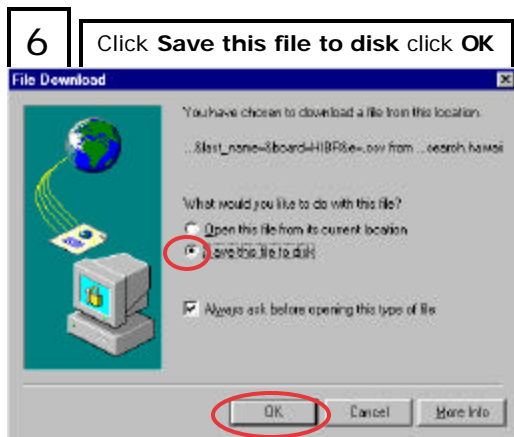 6
Click Save this file to disk click OK
File Download
You have chosen to download a file from this location.
...&last_name=&board=HIBR&e=.csv from ...search.hawaii
What would you like to do with this file?
Open this file from its current location
Save this file to disk
Always ask before opening this type of file
OK
Cancel
More Info